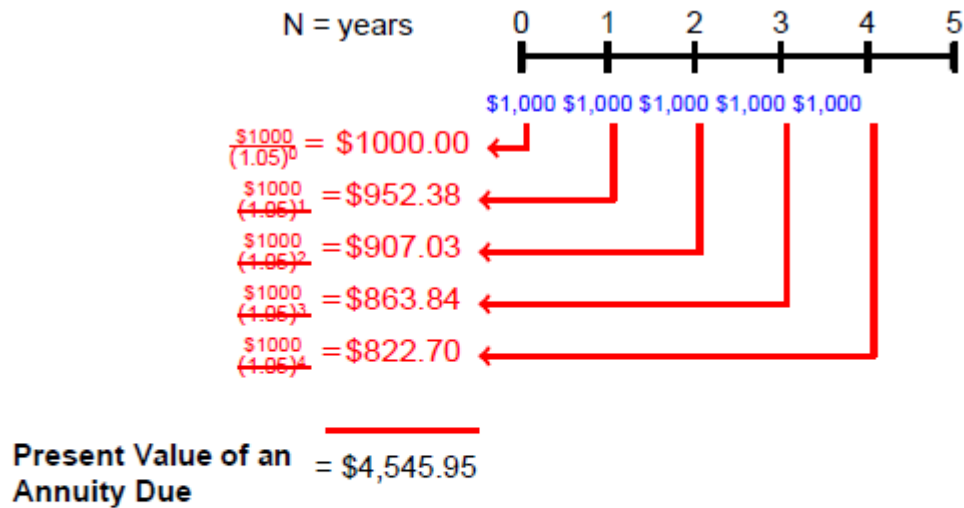 N = years 0 1 2 3 4 5
$1,000 $1,000 $1,000 $1,000 $1,000
$1000
(1.05)⁰ = $1000.00
$1000
(1.05)¹ =$952.38
$1000
(1.05)² =$907.03
$1000
(1.05)³ =$863.84
$1000
(1.05)⁴ =$822.70
Present Value of an
Annuity Due = $4,545.95